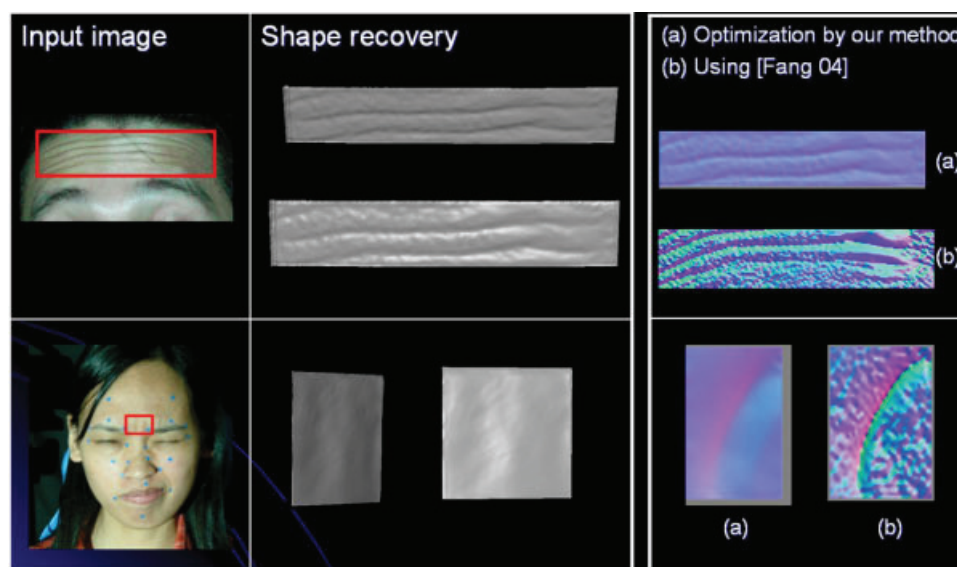 Input image
Shape recovery
(a) Optimization by our method
(b) Using [Fang 04]
(a)
(b)
(a)
(b)